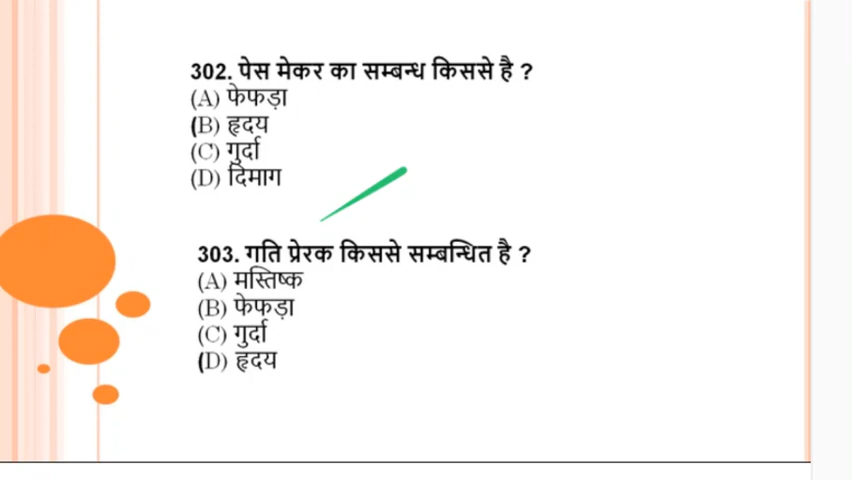 302. पेस मेकर का सम्बन्ध किससे है ?
(A) फेफड़ा
(B) हृदय
(C) गुर्दा
(D) दिमाग
303. गति प्रेरक किससे सम्बन्धित है ?
(A) मस्तिष्क
(B) फेफड़ा
(C) गुर्दा
(D) हृदय